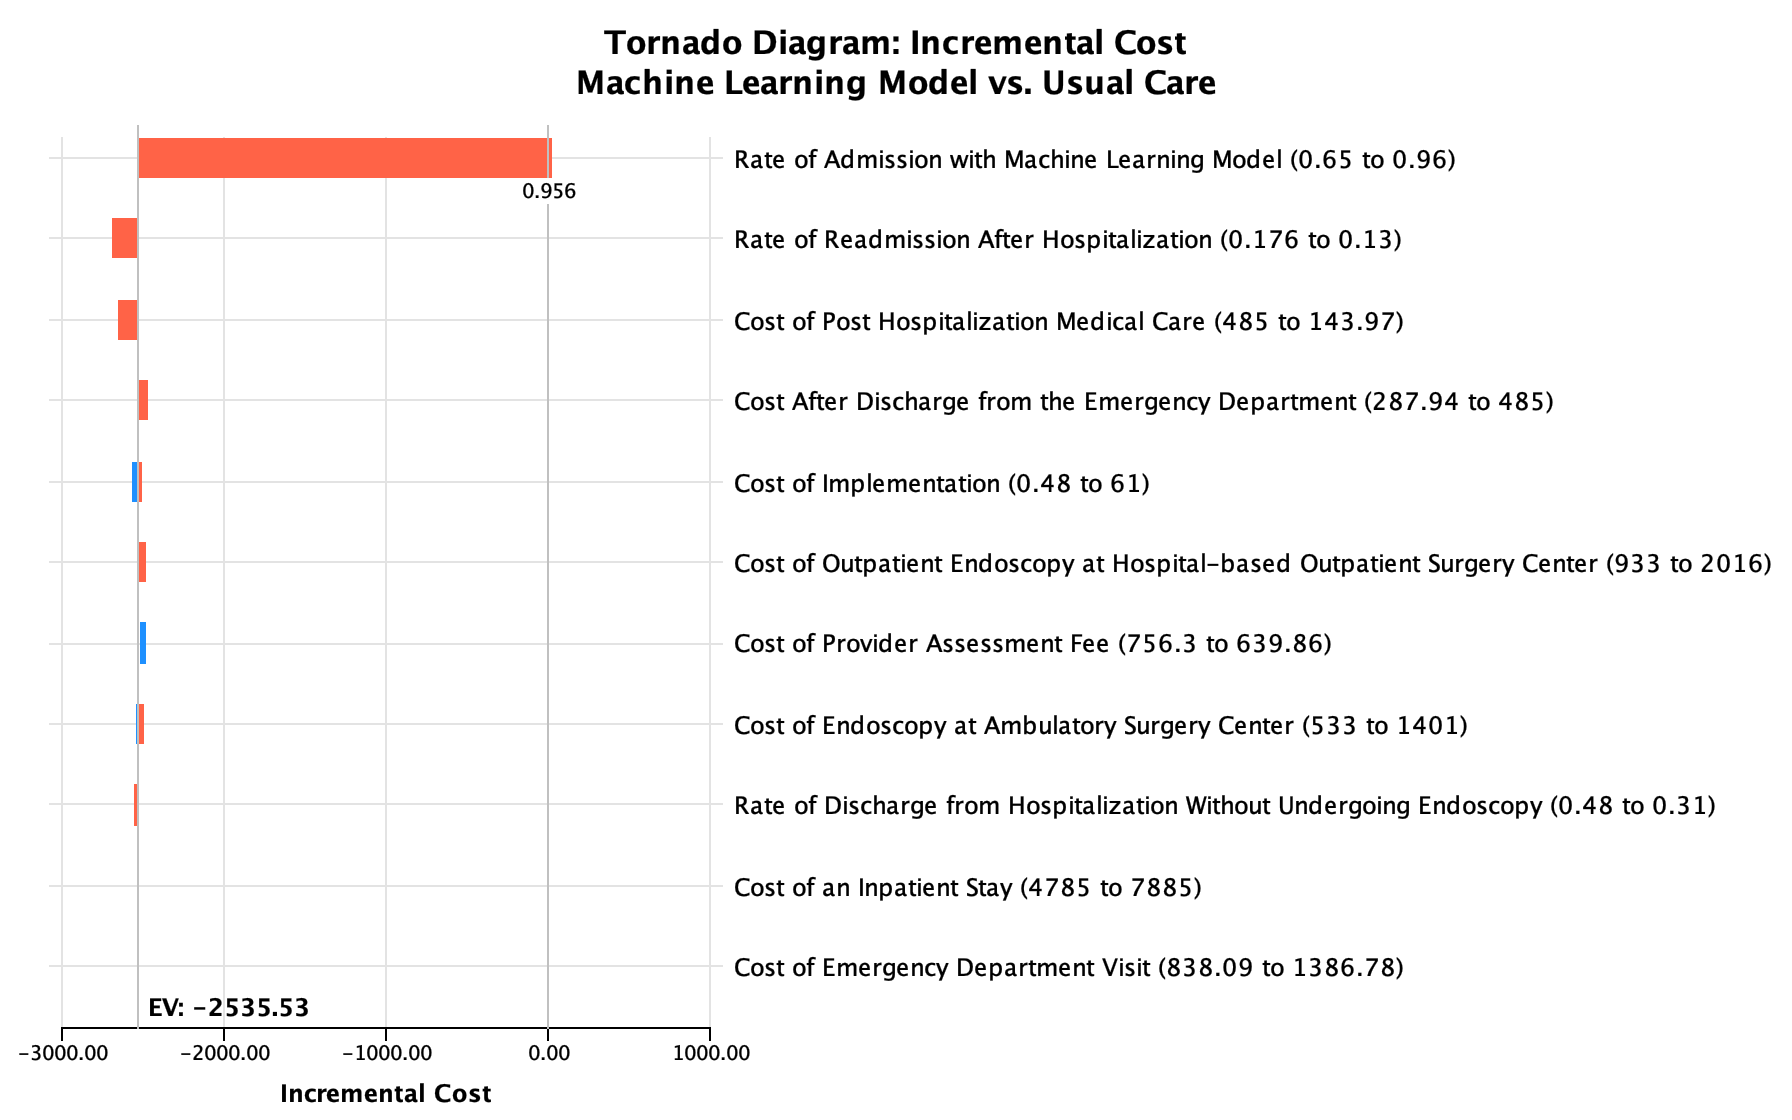 Tornado Diagram: Incremental Cost
Machine Learning Model vs. Usual Care
Rate of Admission with Machine Learning Model (0.65 to 0.96)
0.956
Rate of Readmission After Hospitalization (0.176 to 0.13)
Cost of Post Hospitalization Medical Care (485 to 143.97)
Cost After Discharge from the Emergency Department (287.94 to 485)
Cost of Implementation (0.48 to 61)
Cost of Outpatient Endoscopy at Hospital-based Outpatient Surgery Center (933 to 2016)
Cost of Provider Assessment Fee (756.3 to 639.86)
Cost of Endoscopy at Ambulatory Surgery Center (533 to 1401)
Rate of Discharge from Hospitalization Without Undergoing Endoscopy (0.48 to 0.31)
Cost of an Inpatient Stay (4785 to 7885)
Cost of Emergency Department Visit (838.09 to 1386.78)
EV: -2535.53
-3000.00 -2000.00 -1000.00 0.00 1000.00
Incremental Cost